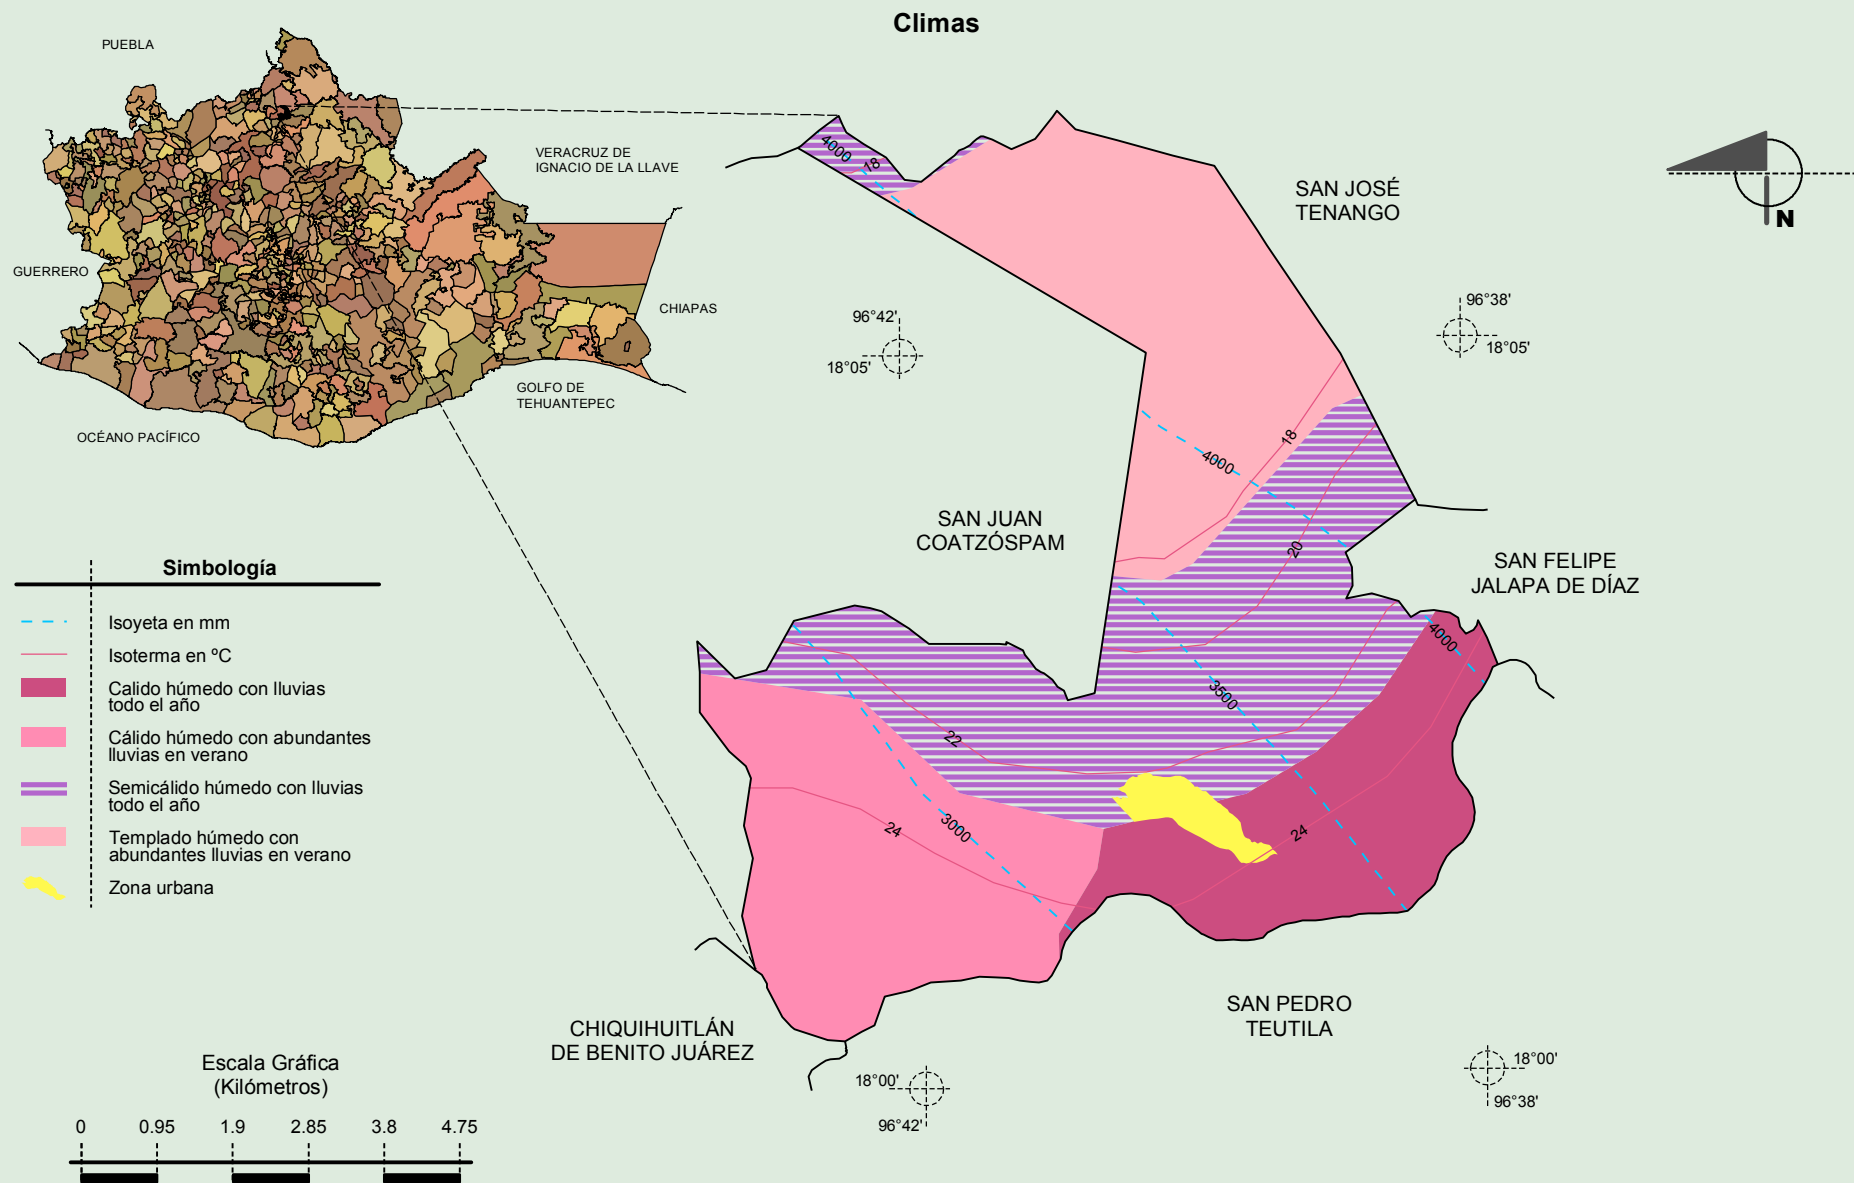 Climas
PUEBLA
VERACRUZ DE
IGNACIO DE LA LLAVE
GUERRERO
CHIAPAS
GOLFO DE
TEHUANTEPEC
OCÉANO PACÍFICO
4000
18
SAN JOSÉ
TENANGO
N
96°42'
18°05'
96°38'
18°05'
18
4000
20
SAN JUAN
COATZÓSPAM
SAN FELIPE
JALAPA DE DÍAZ
4000
3500
22
24
3000
24
Simbología
Isoyeta en mm
Isoterma en ºC
Calido húmedo con lluvias
todo el año
Cálido húmedo con abundantes
lluvias en verano
Semicálido húmedo con lluvias
todo el año
Templado húmedo con
abundantes lluvias en verano
Zona urbana
CHIQUIHUITLÁN
DE BENITO JUÁREZ
SAN PEDRO
TEUTILA
18°00'
96°42'
18°00'
96°38'
Escala Gráfica
(Kilómetros)
0 0.95 1.9 2.85 3.8 4.75